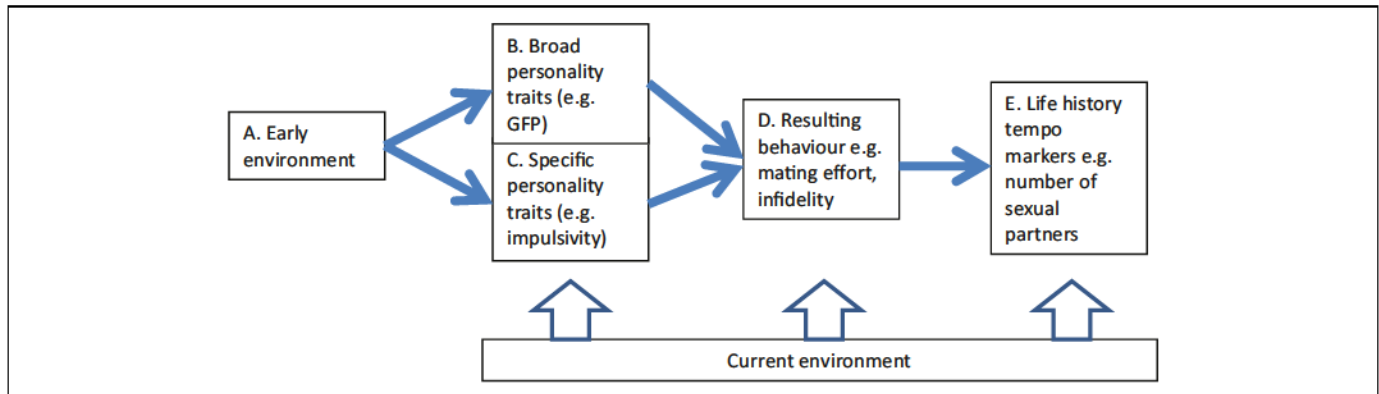 A. Early
environment
B. Broad
personality
traits (e.g.
GFP)
C. Specific
personality
traits (e.g.
impulsivity)
D. Resulting
behaviour e.g.
mating effort,
infidelity
E. Life history
tempo
markers e.g.
number of
sexual
partners
Current environment